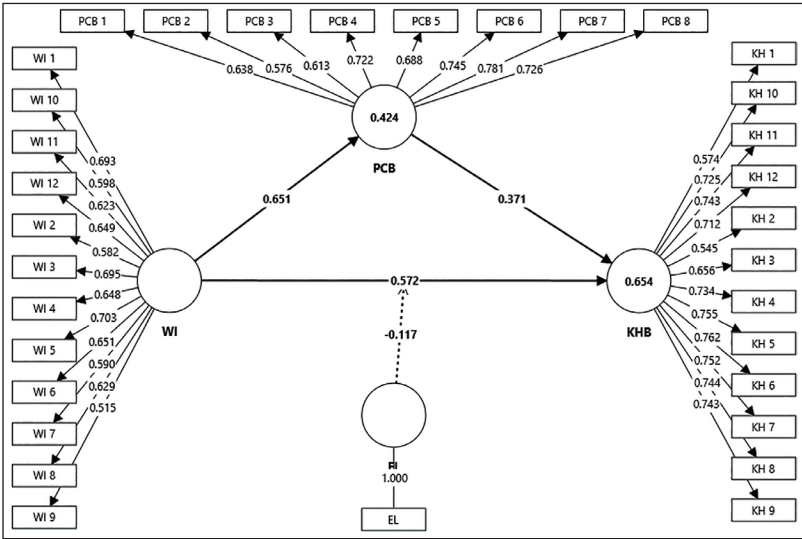 PCB 1 PCB 2 PCB 3 PCB 4 PCB 5 PCB 6 PCB 7 PCB 8
0.638 0.576 0.613 0.722 0.688 0.745 0.781 0.726
0.424
PCB
WI 1
WI 10
WI 11
WI 12
WI 2
WI 3
WI 4
WI 5
WI 6
WI 7
WI 8
WI 9
0.693
0.598
0.623
0.649
0.582
0.695
0.648
0.703
0.651
0.590
0.629
0.515
WI
0.651
0.371
0.572
-0.117
EL
1.000
EL
0.654
KHB
0.574
0.725
0.743
0.712
0.545
0.656
0.734
0.755
0.762
0.752
0.744
0.743
KH 1
KH 10
KH 11
KH 12
KH 2
KH 3
KH 4
KH 5
KH 6
KH 7
KH 8
KH 9